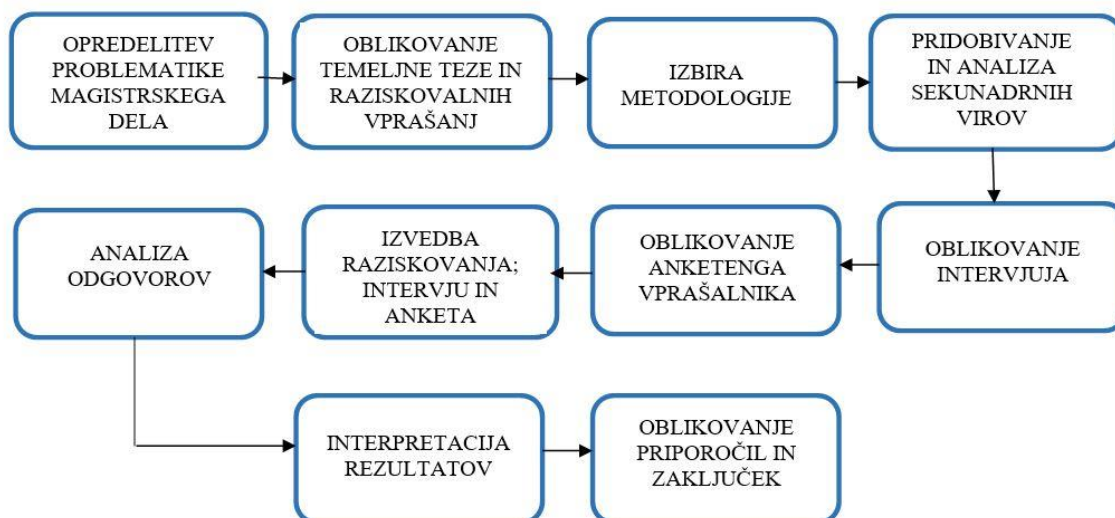 OPREDELITEV
PROBLEMATIKE
MAGISTRSKEGA
DELA
OBLIKOVANJE
TEMELJNE TEZE IN
RAZISKOVALNIH
VPRAŠANJ
IZBIRA
METODOLOGIJE
PRIDOBIVANJE
IN ANALIZA
SEKUNADRNIH
VIROV
OBLIKOVANJE
INTERVJUJA
OBLIKOVANJE
ANKETENGA
VPRAŠALNIKA
IZVEDBA
RAZISKOVANJA;
INTERVJU IN
ANKETA
ANALIZA
ODGOVOROV
INTERPRETACIJA
REZULTATOV
OBLIKOVANJE
PRIPOROČIL IN
ZAKLJUČEK